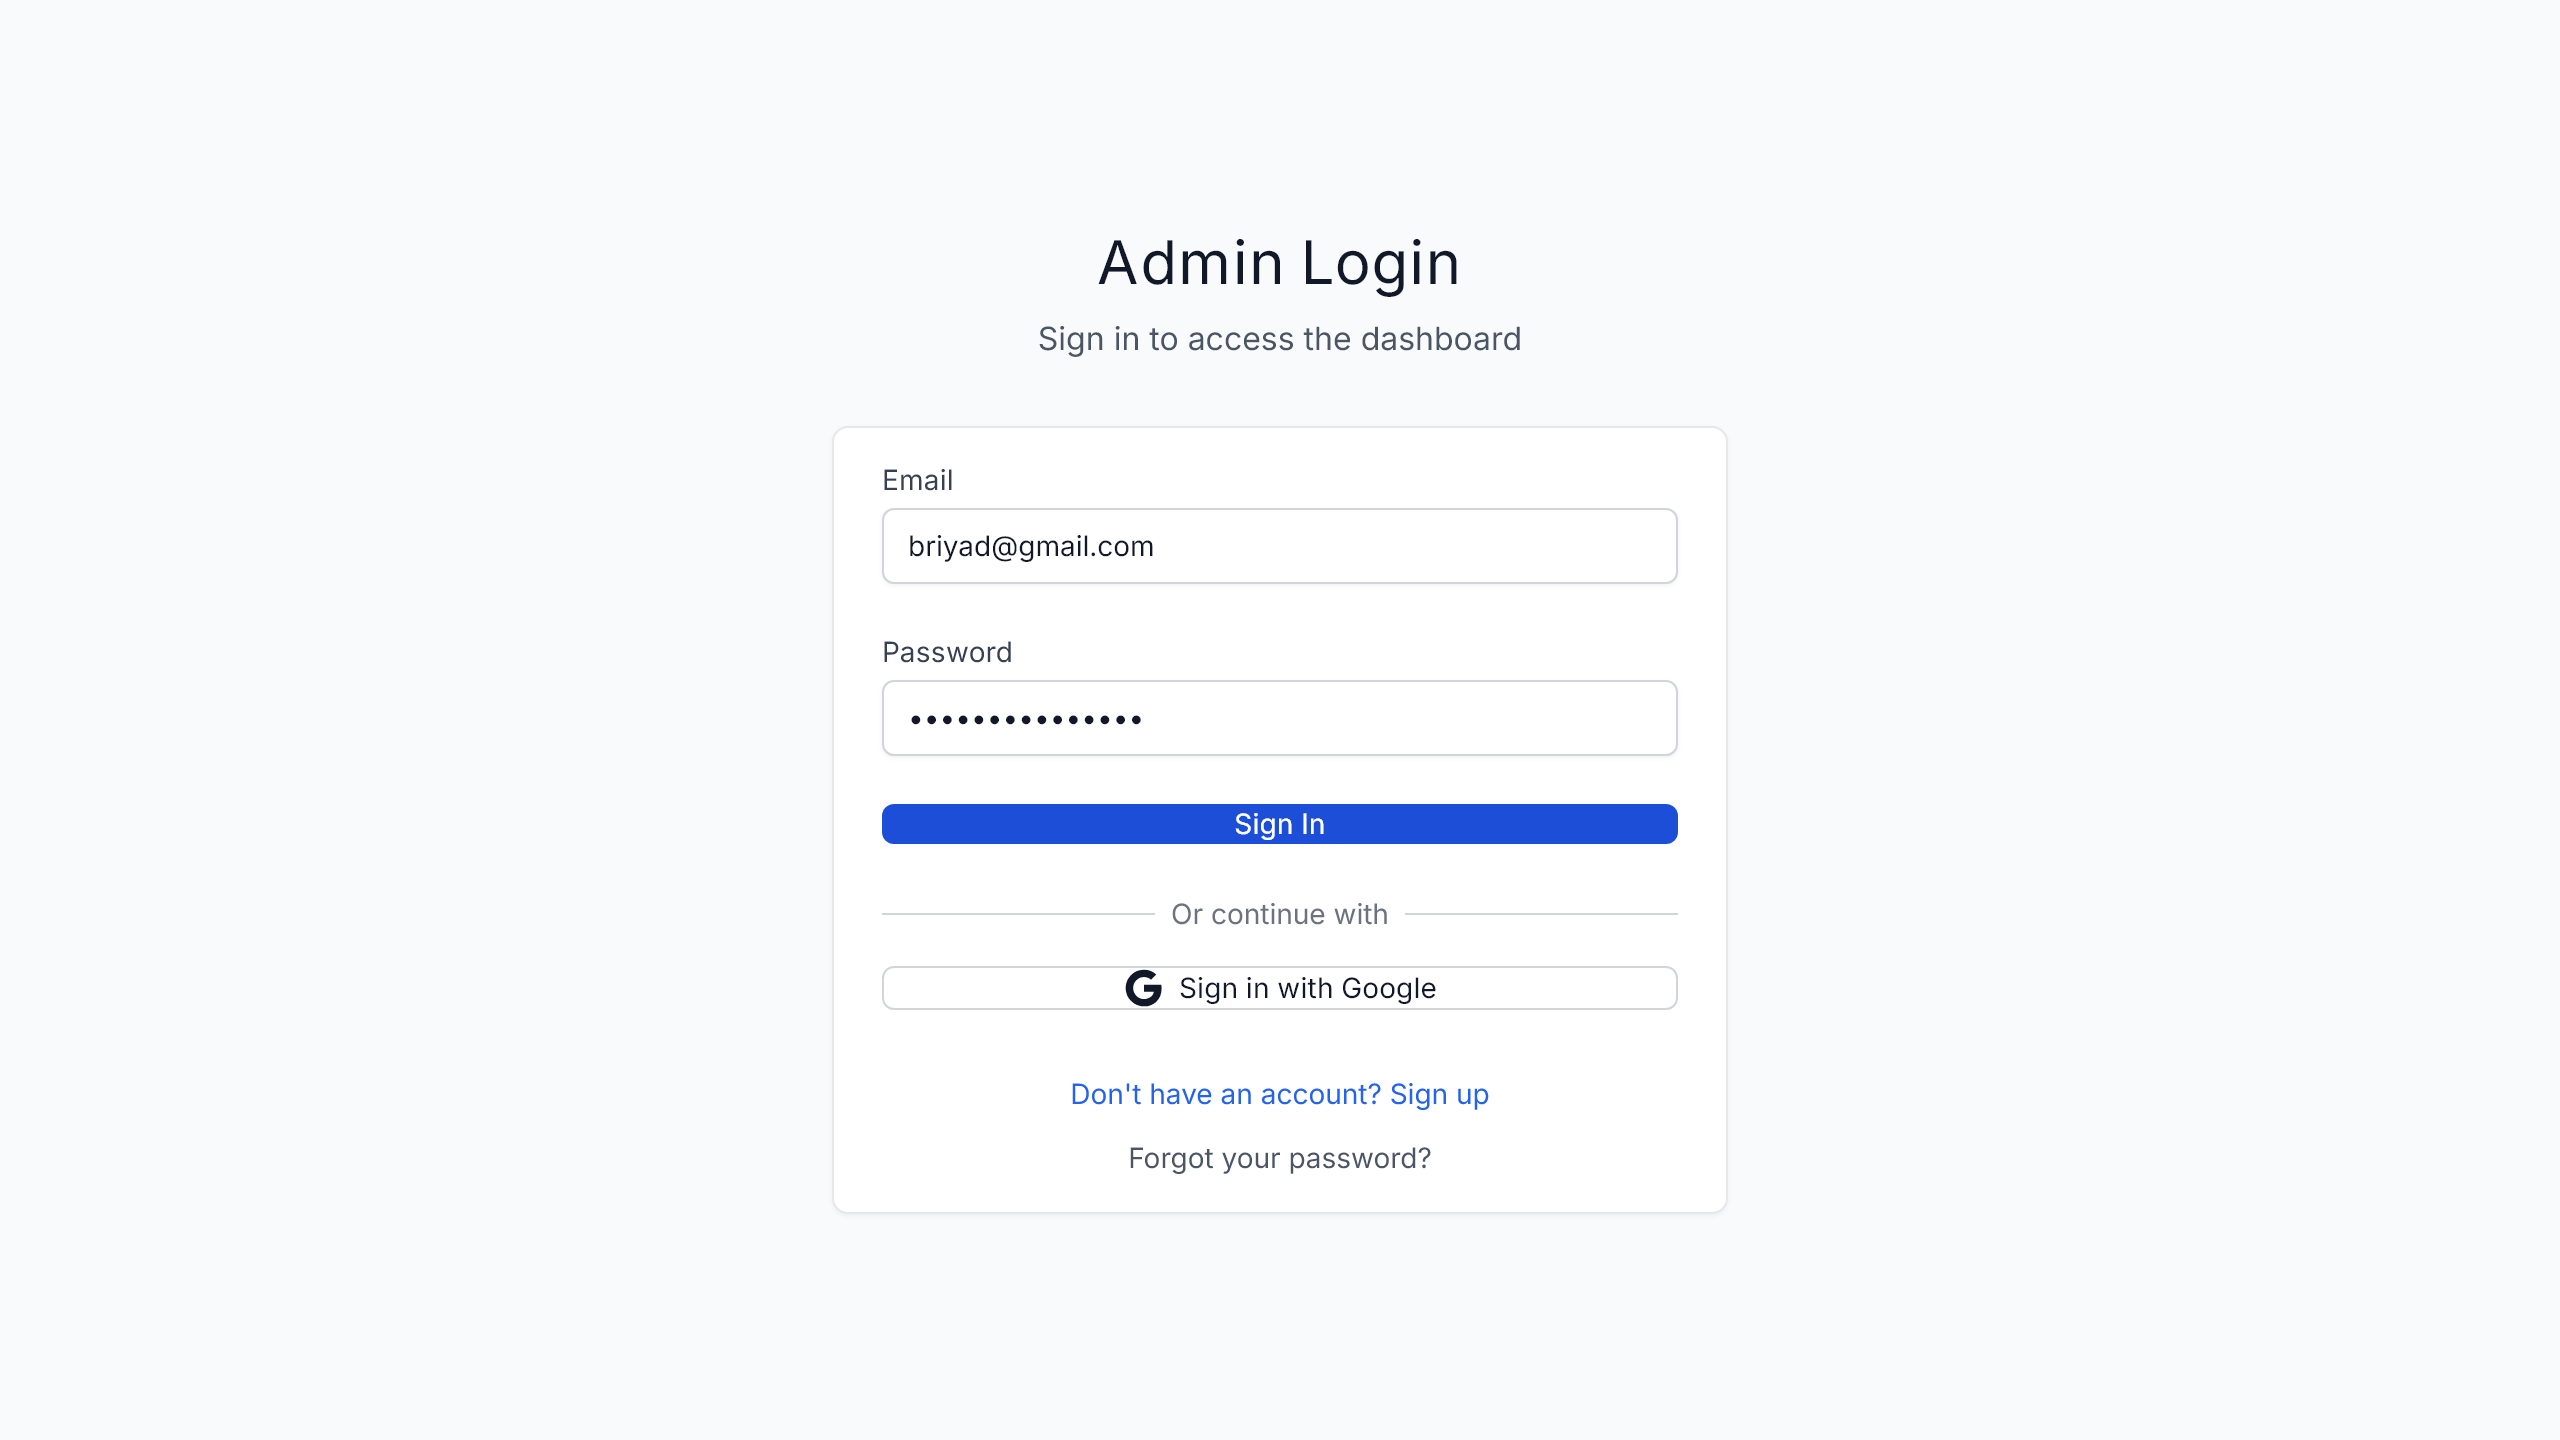 Admin Login
Sign in to access the dashboard
Email
briyad@gmail.com
Password
•••••••••••••••
Sign In
Or continue with
Sign in with Google
Don't have an account? Sign up
Forgot your password?